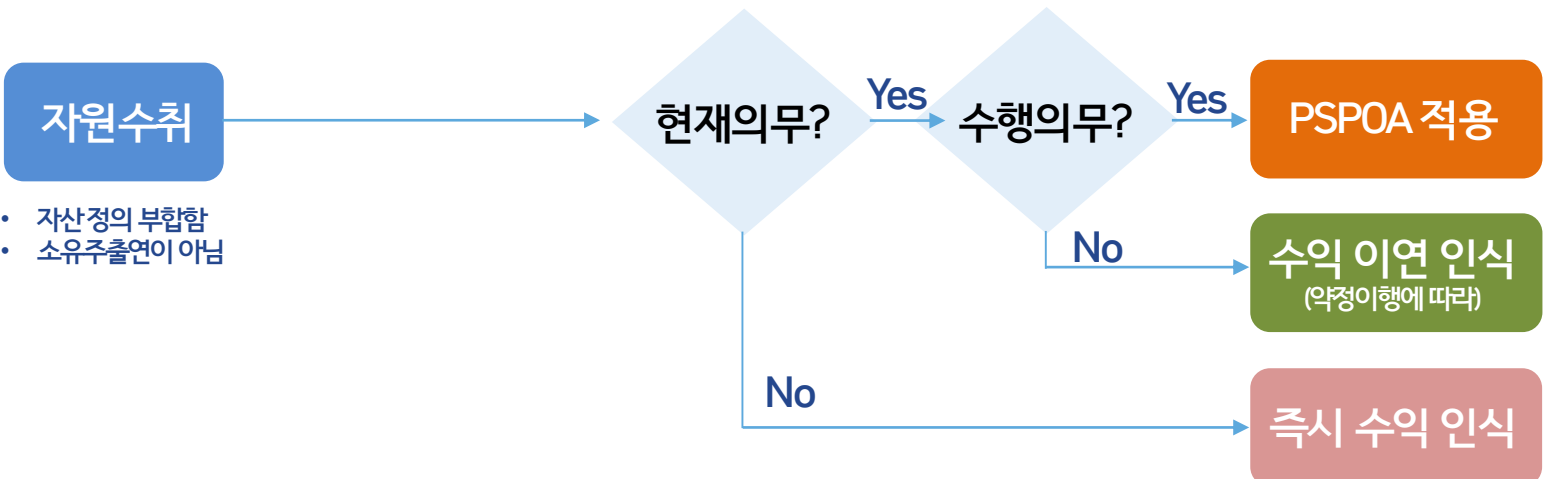 자원수취
• 자산 정의 부합함
• 소유주출연이 아님
현재의무?
Yes
수행의무?
Yes
PSPOA 적용
No
수익 이연 인식
(약정이행에 따라)
No
즉시 수익 인식